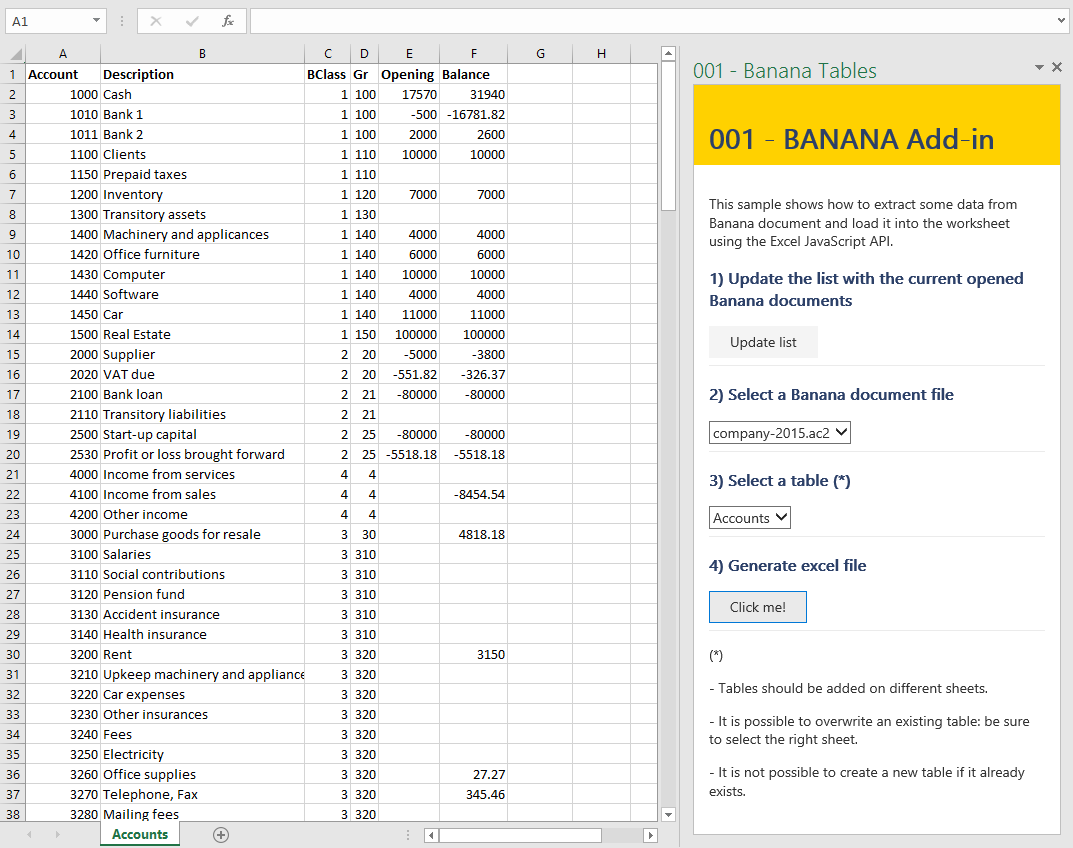 A1 fx
A B C D E F G H
1 Account Description BClass Gr Opening Balance
2 1000 Cash 1 100 17570 31940
3 1010 Bank 1 1 100 -500 -16781.82
4 1011 Bank 2 1 100 2000 2600
5 1100 Clients 1 110 10000 10000
6 1150 Prepaid taxes 1 110
7 1200 Inventory 1 120 7000 7000
8 1300 Transitory assets 1 130
9 1400 Machinery and applicances 1 140 4000 4000
10 1420 Office furniture 1 140 6000 6000
11 1430 Computer 1 140 10000 10000
12 1440 Software 1 140 4000 4000
13 1450 Car 1 140 11000 11000
14 1500 Real Estate 1 150 100000 100000
15 2000 Supplier 2 20 -5000 -3800
16 2020 VAT due 2 20 -551.82 -326.37
17 2100 Bank loan 2 21 -80000 -80000
18 2110 Transitory liabilities 2 21
19 2500 Start-up capital 2 25 -80000 -80000
20 2530 Profit or loss brought forward 2 25 -5518.18 -5518.18
21 4000 Income from services 4 4
22 4100 Income from sales 4 4 -8454.54
23 4200 Other income 4 4
24 3000 Purchase goods for resale 3 30 4818.18
25 3100 Salaries 3 310
26 3110 Social contributions 3 310
27 3120 Pension fund 3 310
28 3130 Accident insurance 3 310
29 3140 Health insurance 3 310
30 3200 Rent 3 320 3150
31 3210 Upkeep machinery and appliance 3 320
32 3220 Car expenses 3 320
33 3230 Other insurances 3 320
34 3240 Fees 3 320
35 3250 Electricity 3 320
36 3260 Office supplies 3 320 27.27
37 3270 Telephone, Fax 3 320 345.46
38 3280 Mailing fees 3 320
Accounts
001 - Banana Tables
001 - BANANA Add-in
This sample shows how to extract some data from
Banana document and load it into the worksheet
using the Excel JavaScript API.
1) Update the list with the current opened
Banana documents
Update list
2) Select a Banana document file
company-2015.ac2
3) Select a table (*)
Accounts
4) Generate excel file
Click me!
(*)
- Tables should be added on different sheets.
- It is possible to overwrite an existing table: be sure
to select the right sheet.
- It is not possible to create a new table if it already
exists.